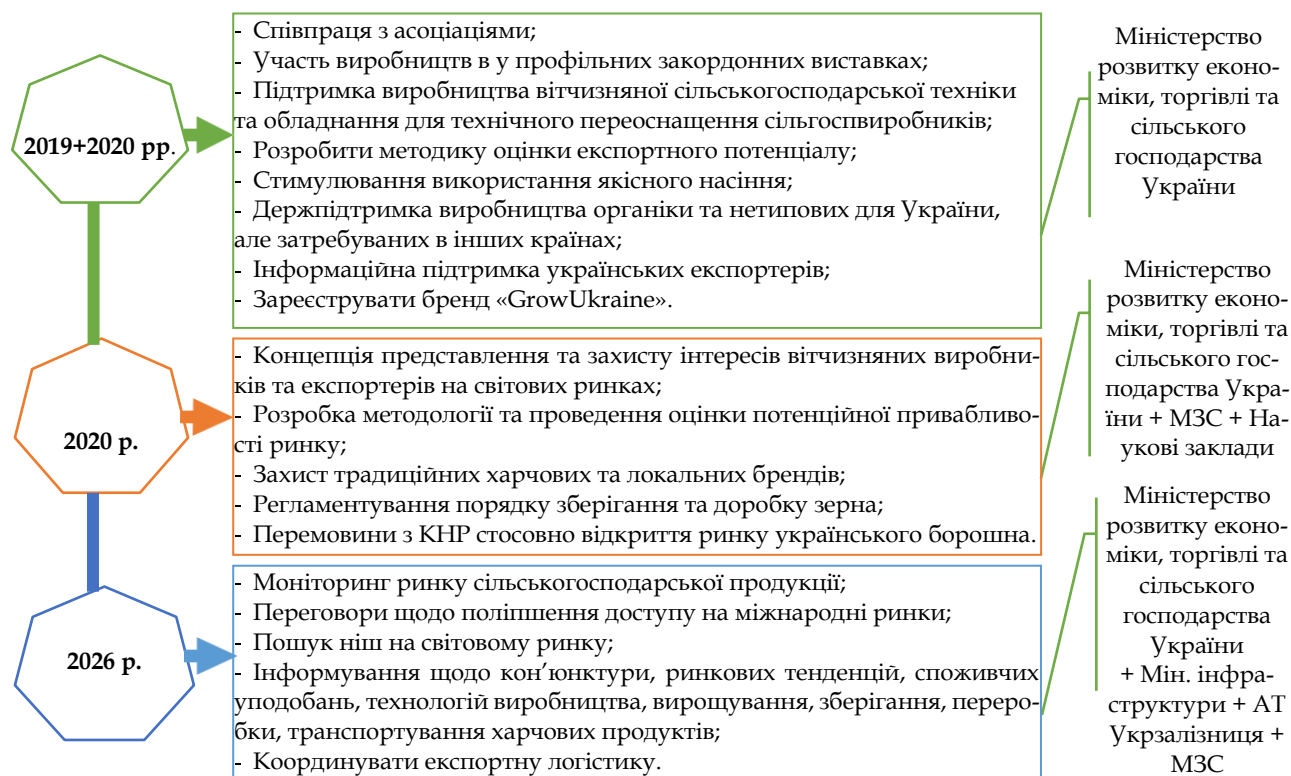 2019+2020 рр.
- Співпраця з асоціаціями;
- Участь виробництв в у профільних закордонних виставках;
- Підтримка виробництва вітчизняної сільськогосподарської техніки
та обладнання для технічного переоснащення сільгоспвиробників;
- Розробити методику оцінки експортного потенціалу;
- Стимулювання використання якісного насіння;
- Держпідтримка виробництва органіки та нетипових для України,
але затребуваних в інших країнах;
- Інформаційна підтримка українських експортерів;
- Зареєструвати бренд «GrowUkraine».
Міністерство
розвитку еконо-
міки, торгівлі та
сільського
господарства
України
2020 р.
- Концепція представлення та захисту інтересів вітчизняних виробни-
ків та експортерів на світових ринках;
- Розробка методології та проведення оцінки потенційної привабливо-
сті ринку;
- Захист традиційних харчових та локальних брендів;
- Регламентування порядку зберігання та доробку зерна;
- Перемовини з КНР стосовно відкриття ринку українського борошна.
Міністерство
розвитку еконо-
міки, торгівлі та
сільського гос-
подарства Укра-
їни + МЗС + На-
укові заклади
2026 р.
- Моніторинг ринку сільськогосподарської продукції;
- Переговори щодо поліпшення доступу на міжнародні ринки;
- Пошук ніш на світовому ринку;
- Інформування щодо кон’юнктури, ринкових тенденцій, споживчих
уподобань, технологій виробництва, вирощування, зберігання, переро-
бки, транспортування харчових продуктів;
- Координувати експортну логістику.
Міністерство
розвитку еконо-
міки, торгівлі та
сільського
господарства
України
+ Мін. інфра-
структури + АТ
Укрзалізниця +
МЗС